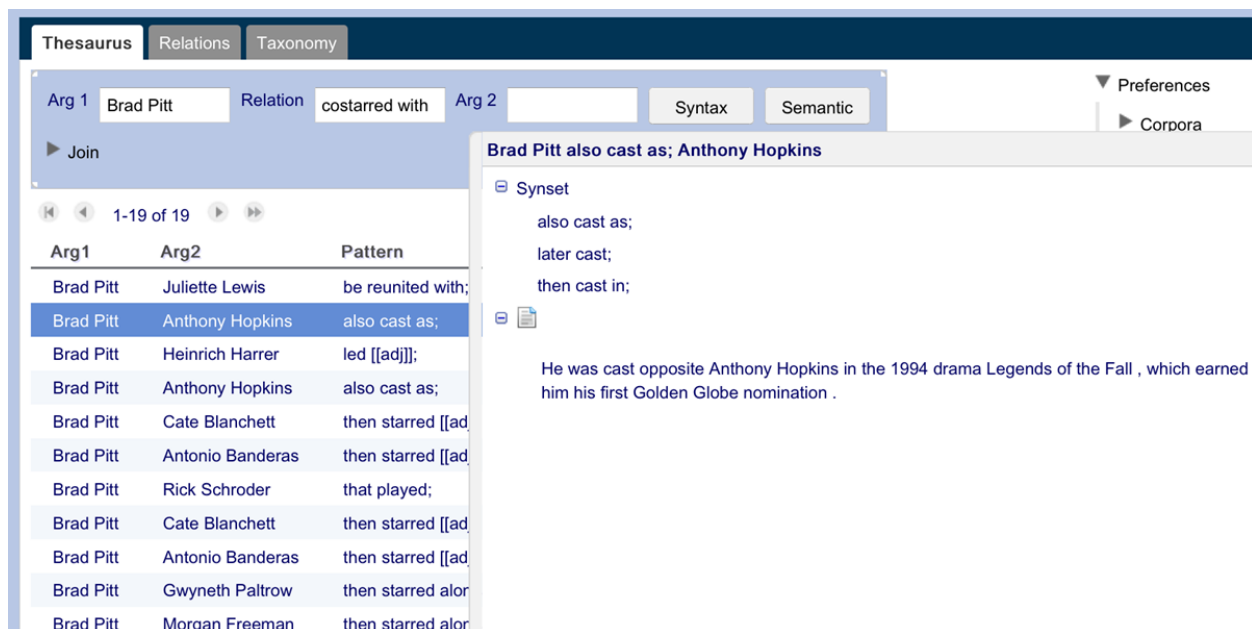 Thesaurus Relations Taxonomy
Preferences
Corpora
Arg 1 Brad Pitt Relation costarred with Arg 2 Syntax Semantic
Join
1-19 of 19
Arg1 Arg2 Pattern
Brad Pitt Juliette Lewis be reunited with;
Brad Pitt Anthony Hopkins also cast as;
Brad Pitt Heinrich Harrer led [[adj]];
Brad Pitt Anthony Hopkins also cast as;
Brad Pitt Cate Blanchett then starred [[ad
Brad Pitt Antonio Banderas then starred [[ad
Brad Pitt Rick Schroder that played;
Brad Pitt Cate Blanchett then starred [[ad
Brad Pitt Antonio Banderas then starred [[ad
Brad Pitt Gwyneth Paltrow then starred alon
Brad Pitt Morgan Freeman then starred alon
Brad Pitt also cast as; Anthony Hopkins
Synset
also cast as;
later cast;
then cast in;
He was cast opposite Anthony Hopkins in the 1994 drama Legends of the Fall , which earned
him his first Golden Globe nomination .